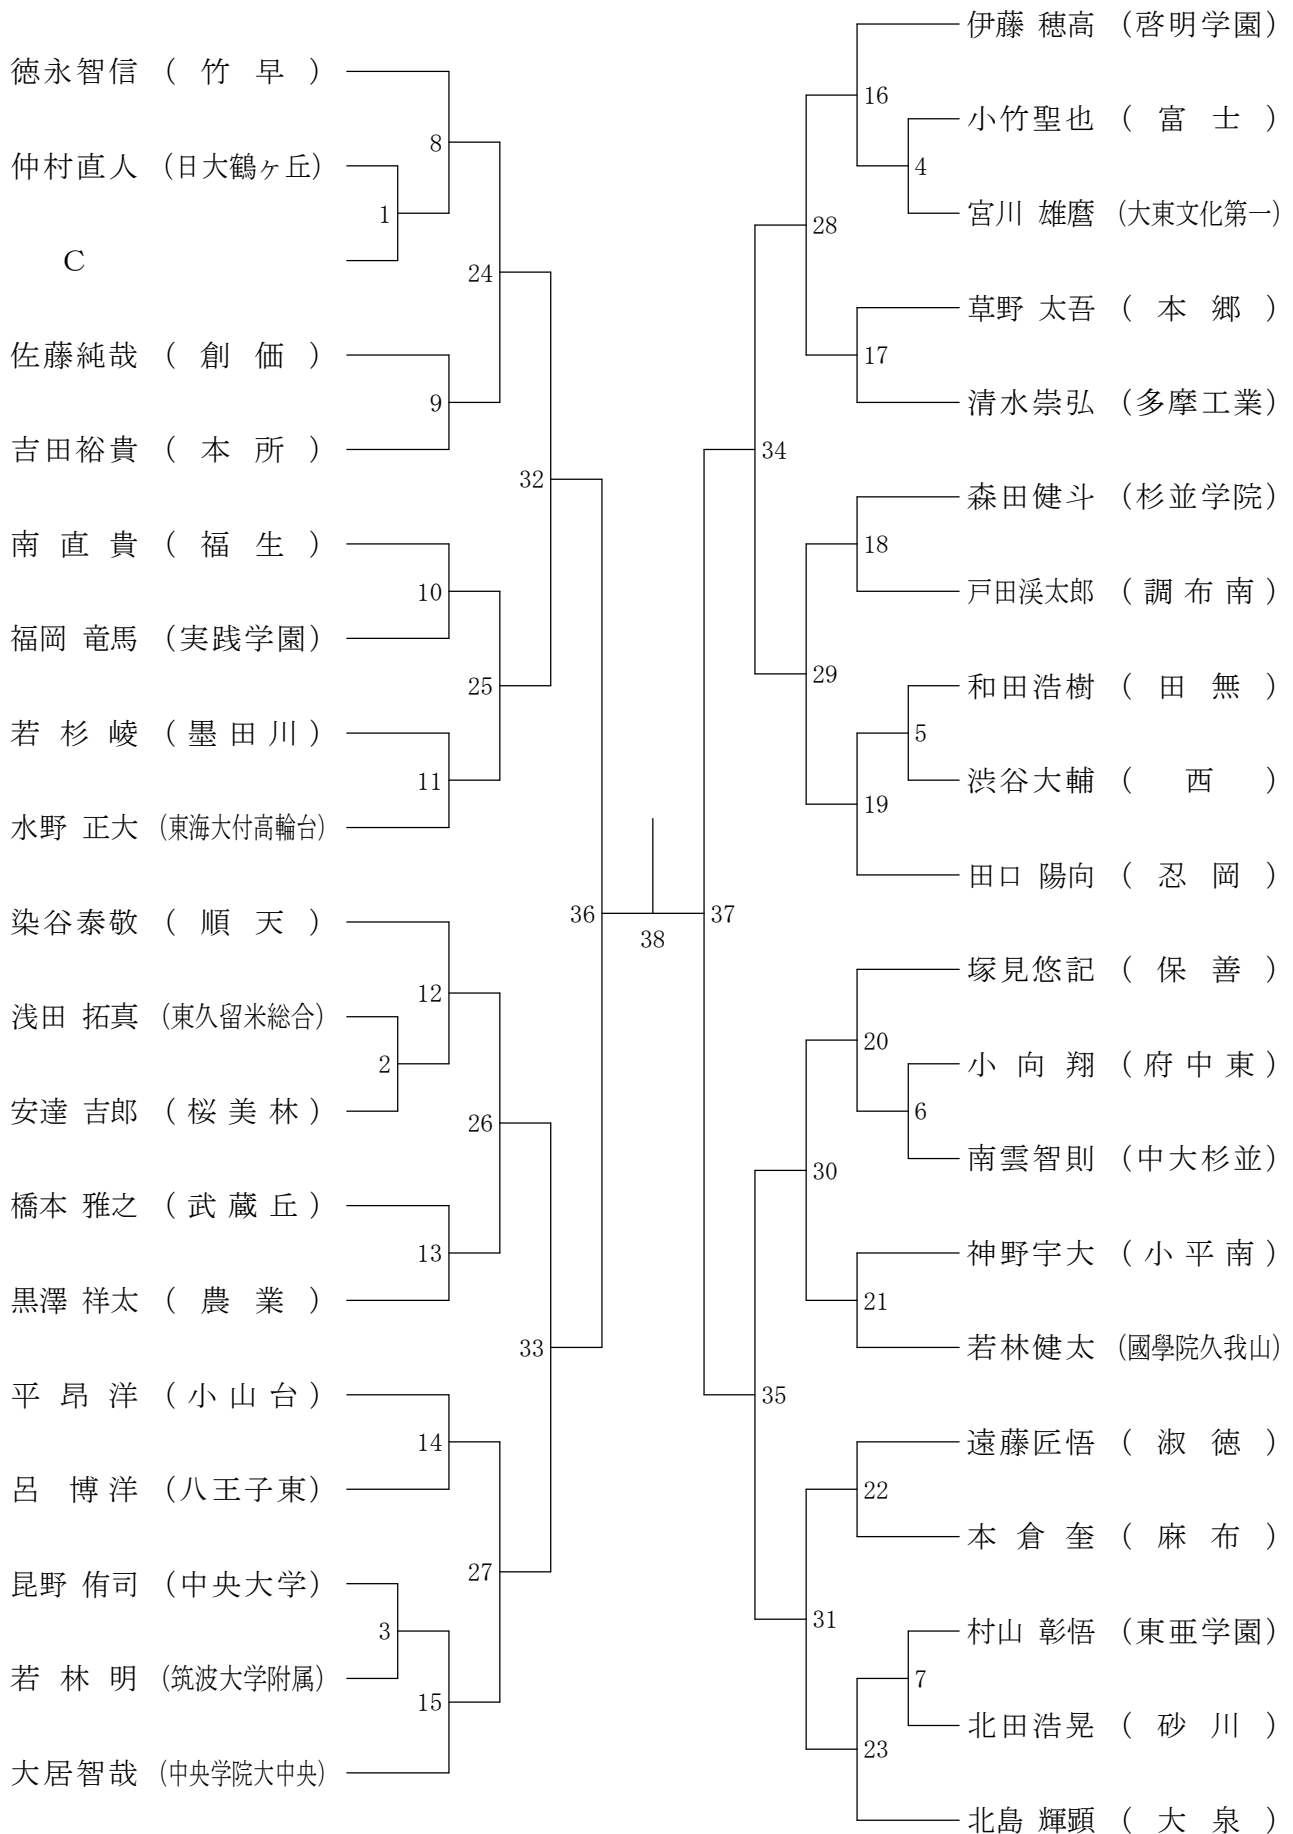 徳永智信 （ 竹 早 ）
仲村直人 （日大鶴ヶ丘）
C
佐藤純哉 （ 創 価 ）
吉田裕貴 （ 本 所 ）
南 直 貴 （ 福 生 ）
福岡 竜馬 （実践学園）
若 杉 崚 （ 墨 田 川 ）
水野 正大 （東海大付高輪台）
染谷泰敬 （ 順 天 ）
浅田 拓真 （東久留米総合）
安達 吉郎 （ 桜 美 林 ）
橋本 雅之 （ 武 蔵 丘 ）
黒澤 祥太 （ 農 業 ）
平 昂 洋 （ 小 山 台 ）
呂 博 洋 （八王子東）
昆野 侑司 （中央大学）
若 林 明 （筑波大学附属）
大居智哉 （中央学院大中央）
8
1
24
9
32
10
25
11
36
12
2
26
13
33
14
27
3
15
38
37
16
4
28
17
34
18
29
5
19
20
6
30
21
35
22
31
7
23
伊藤 穂高 （啓明学園）
小竹聖也 （ 富 士 ）
宮川 雄麿 （大東文化第一）
草野 太吾 （ 本 郷 ）
清水崇弘 （多摩工業）
森田健斗 （杉並学院）
戸田渓太郎 （ 調 布 南 ）
和田浩樹 （ 田 無 ）
渋谷大輔 （ 西 ）
田口 陽向 （ 忍 岡 ）
塚見悠記 （ 保 善 ）
小 向 翔 （ 府 中 東 ）
南雲智則 （中大杉並）
神野宇大 （ 小 平 南 ）
若林健太 （國學院久我山）
遠藤匠悟 （ 淑 徳 ）
本 倉 奎 （ 麻 布 ）
村山 彰悟 （東亜学園）
北田浩晃 （ 砂 川 ）
北島 輝顕 （ 大 泉 ）